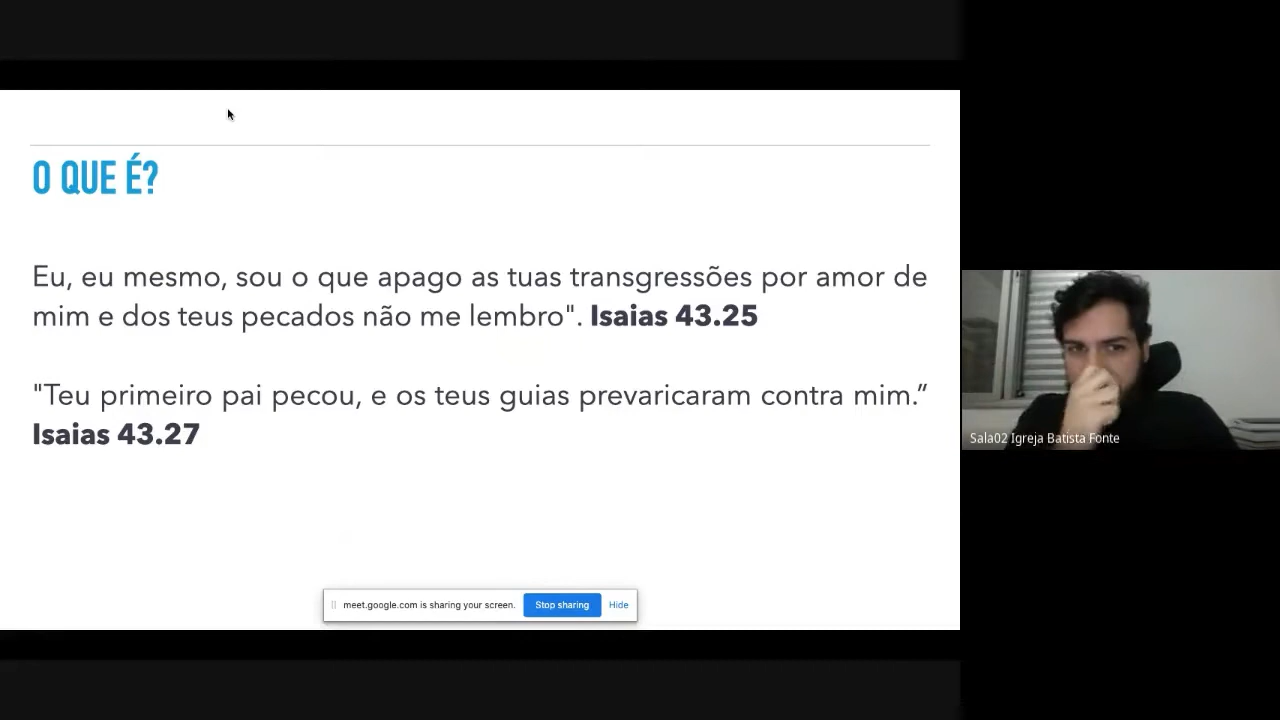 O QUE É?
Eu, eu mesmo, sou o que apago as tuas transgressões por amor de
mim e dos teus pecados não me lembro". Isaias 43.25
"Teu primeiro pai pecou, e os teus guias prevaricaram contra mim.”
Isaias 43.27
Sala02 Igreja Batista Fonte
meet.google.com is sharing your screen. Stop sharing Hide